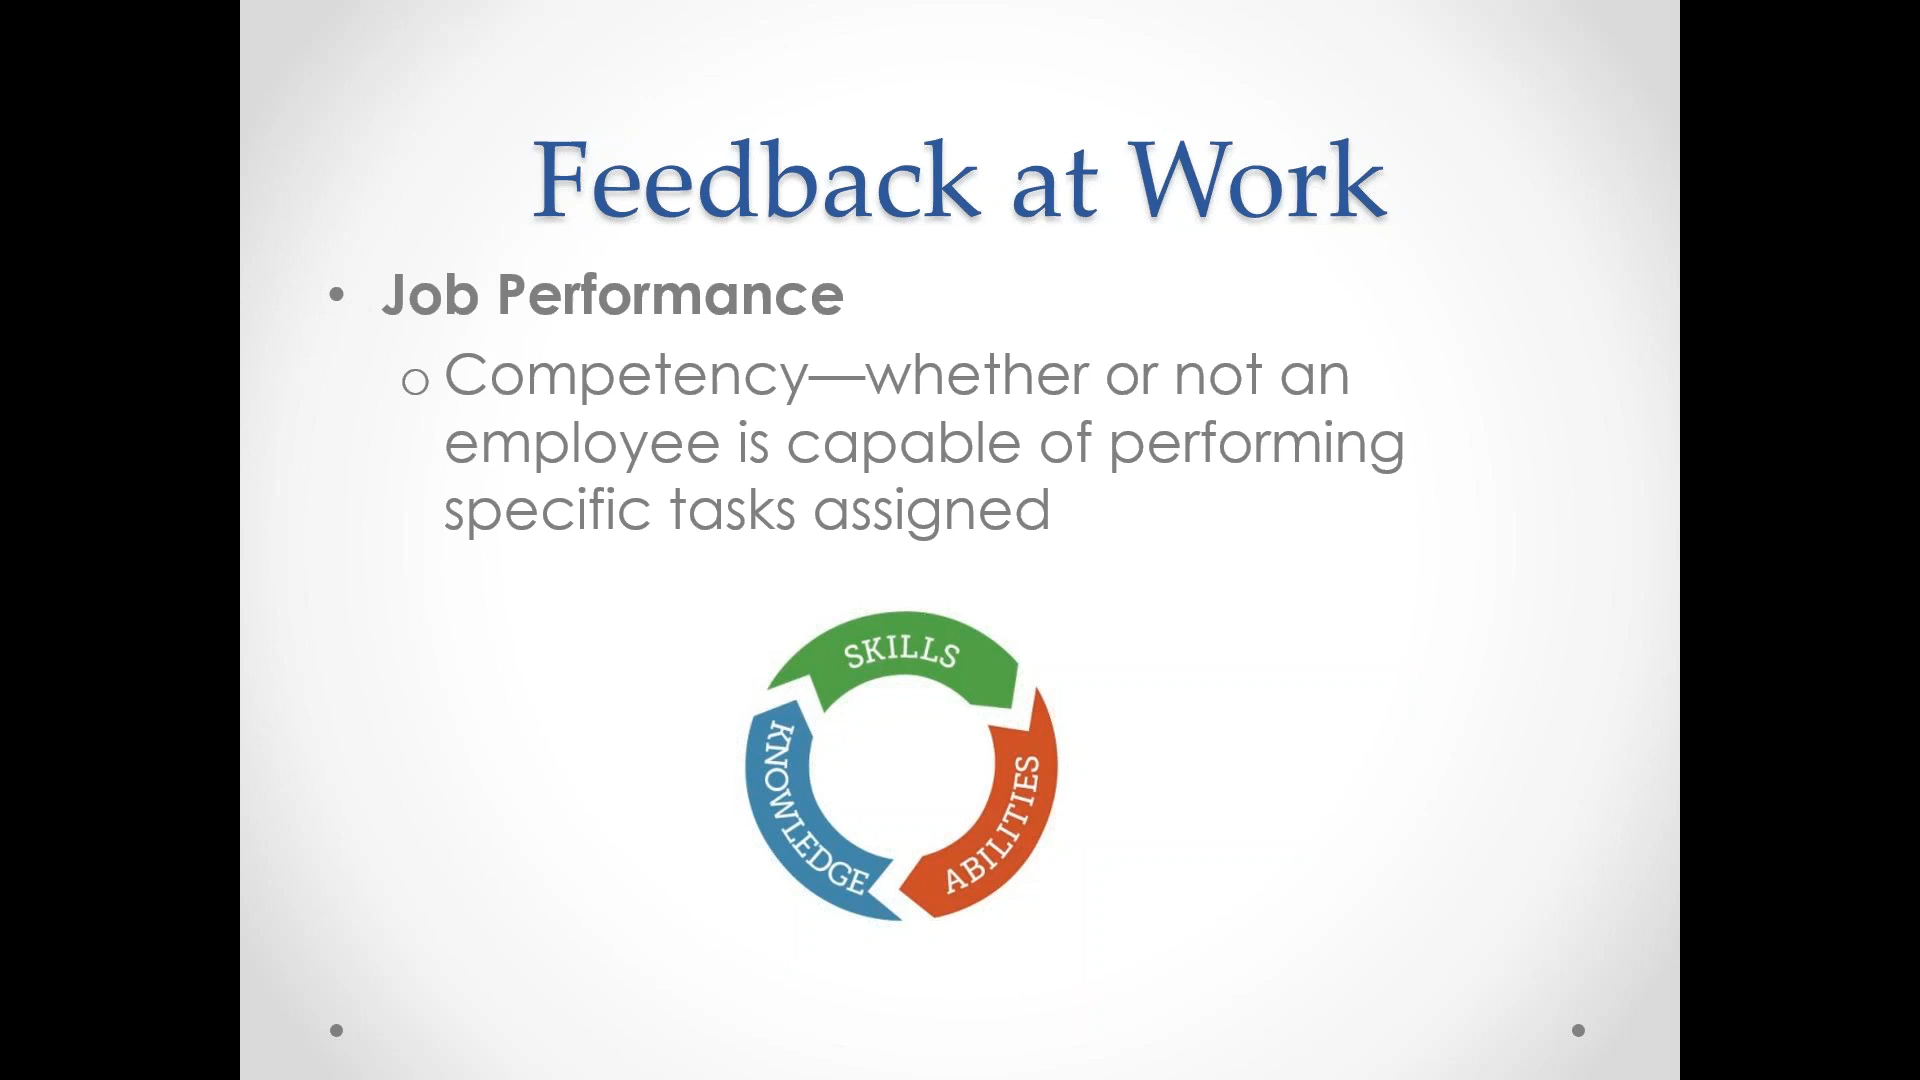 Feedback at Work
• Job Performance
o Competency—whether or not an
employee is capable of performing
specific tasks assigned
SKILLS
KNOWLEDGE
ABILITIES